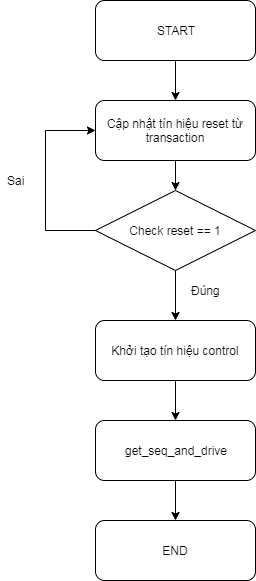 START
Cập nhật tín hiệu reset từ
transaction
Sai
Check reset == 1
Đúng
Khởi tạo tín hiệu control
get_seq_and_drive
END